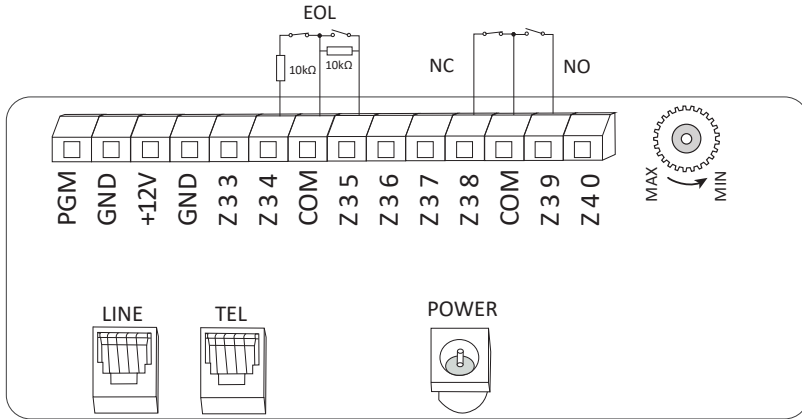 EOL
10kΩ
10kΩ
NC
NO
PGM
GND
+12V
GND
Z33
Z34
COM
Z35
Z36
Z37
Z38
COM
Z39
Z40
MAX
MIN
LINE
TEL
POWER